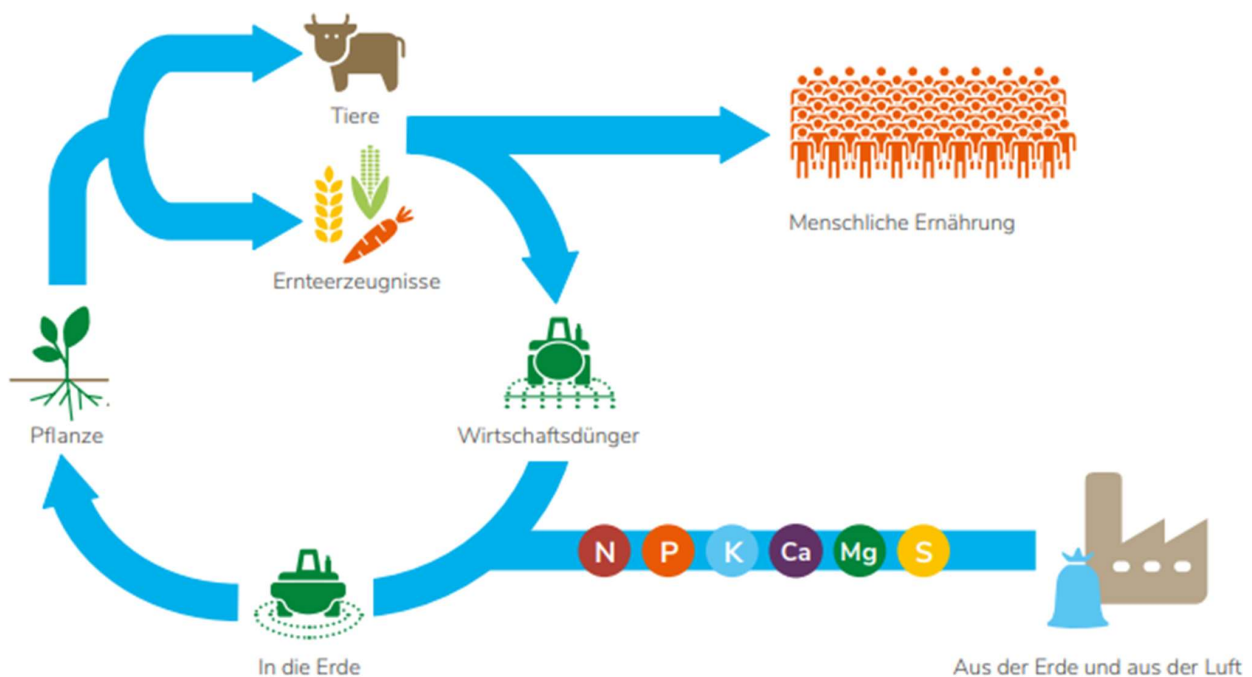 Tiere
Menschliche Ernährung
Ernteerzeugnisse
Pflanze
Wirtschaftsdünger
N P K Ca Mg S
In die Erde
Aus der Erde und aus der Luft